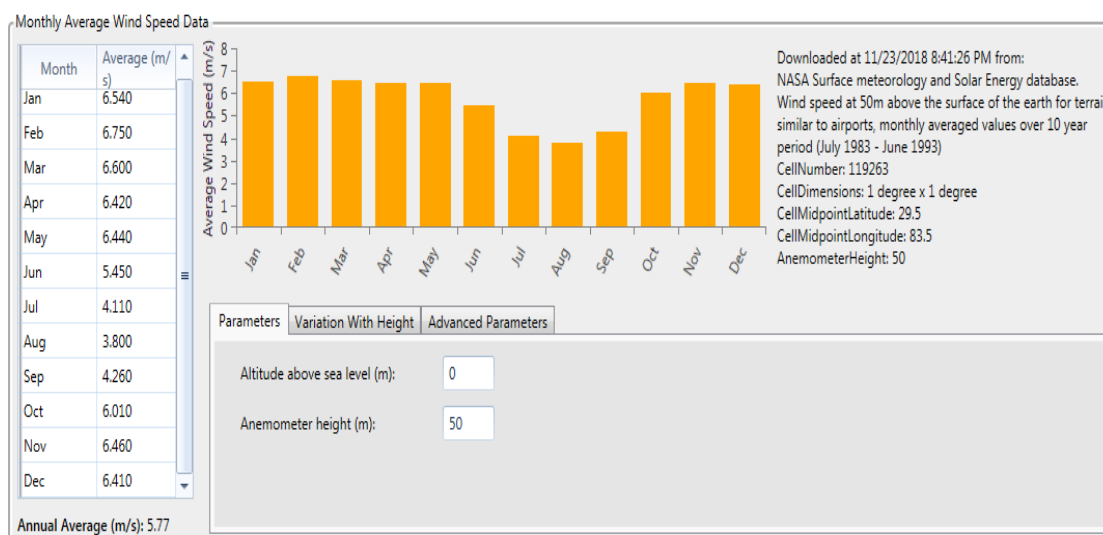 Monthly Average Wind Speed Data
Month Average (m/
s)
Jan 6.540
Feb 6.750
Mar 6.600
Apr 6.420
May 6.440
Jun 5.450
Jul 4.110
Aug 3.800
Sep 4.260
Oct 6.010
Nov 6.460
Dec 6.410
Annual Average (m/s): 5.77
Average Wind Speed (m/s)
8
7
6
5
4
3
2
1
0
Jan Feb Mar Apr May Jun Jul Aug Sep Oct Nov Dec
Downloaded at 11/23/2018 8:41:26 PM from:
NASA Surface meteorology and Solar Energy database.
Wind speed at 50m above the surface of the earth for terrai
similar to airports, monthly averaged values over 10 year
period (July 1983 - June 1993)
CellNumber: 119263
CellDimensions: 1 degree x 1 degree
CellMidpointLatitude: 29.5
CellMidpointLongitude: 83.5
AnemometerHeight: 50
Parameters Variation With Height Advanced Parameters
Altitude above sea level (m): 0
Anemometer height (m): 50